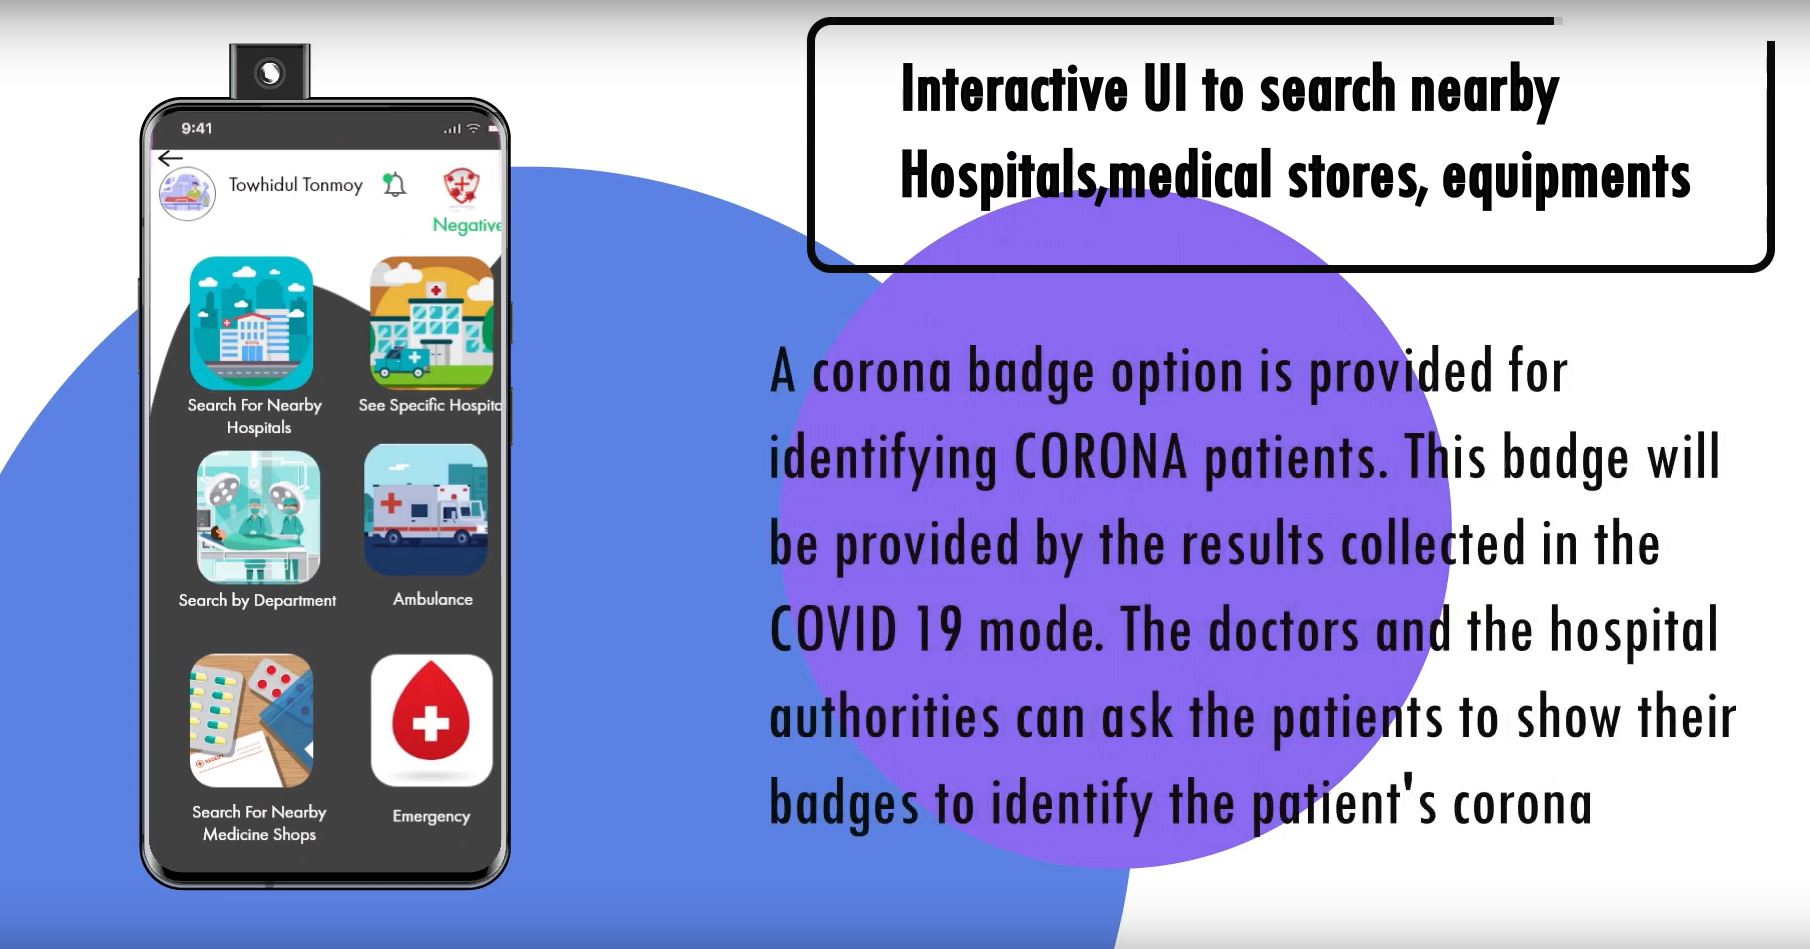 Interactive UI to search nearby
Hospitals,medical stores, equipments
9:41
Towhidul Tonmoy
Negative
Search For Nearby
Hospitals
See Specific Hospita
Search by Department
Ambulance
Search For Nearby
Medicine Shops
Emergency
A corona badge option is provided for
identifying CORONA patients. This badge will
be provided by the results collected in the
COVID 19 mode. The doctors and the hospital
authorities can ask the patients to show their
badges to identify the patient's corona